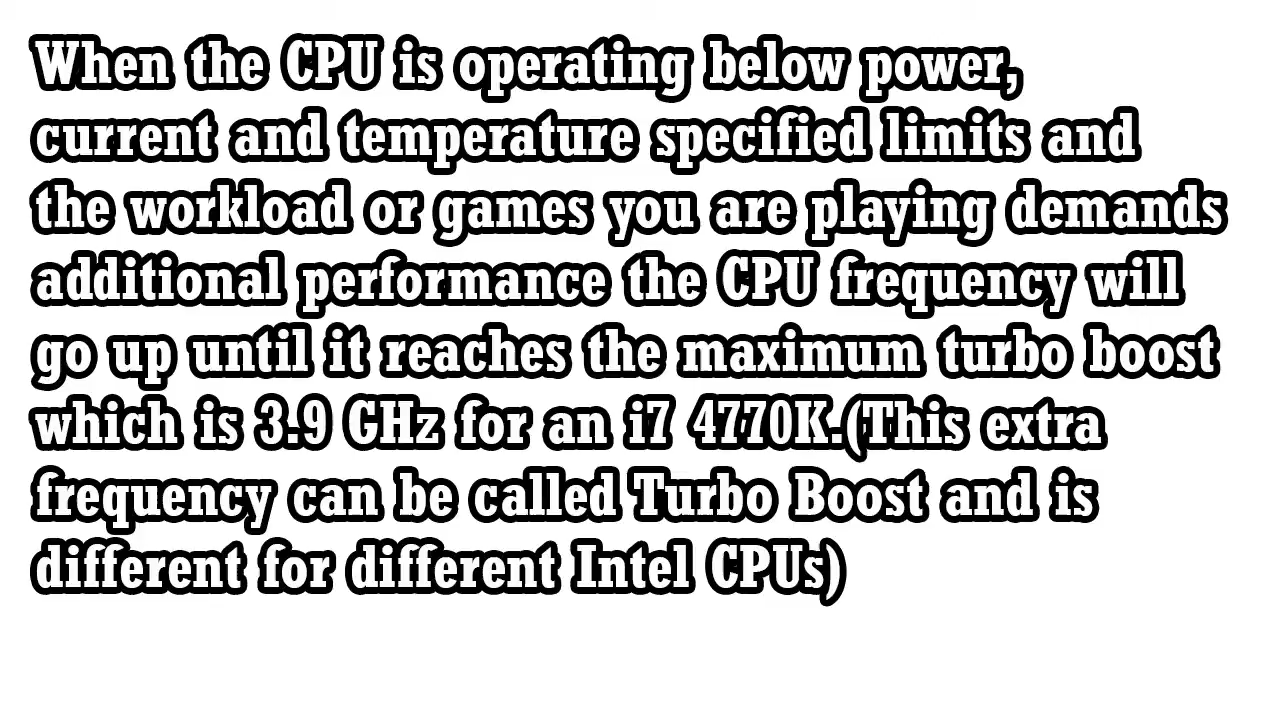 When the CPU is operating below power,
current and temperature specified limits and
the workload or games you are playing demands
additional performance the CPU frequency will
go up until it reaches the maximum turbo boost
which is 3.9 GHz for an i7 4770K.(This extra
frequency can be called Turbo Boost and is
different for different Intel CPUs)